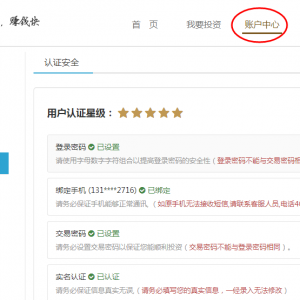 赚钱快
首 页
我要投资
账户中心
认证安全
用户认证星级：
登录密码 已设置
请使用字母数字字符组合以提高登录密码的安全性（登录密码不能与交易密码相
绑定手机 (131****2716) 已绑定
请务必保证手机能够正常通讯，（如原手机无法接收短信,请联系客服人员,电话4
交易密码 已设置
请务必设置交易密码以保证您能顺利投资（交易密码不能与登录密码相同）。
实名认证 已认证
请务必保证信息真实无误,（请务必填写您的真实信息，一经录入无法修改）